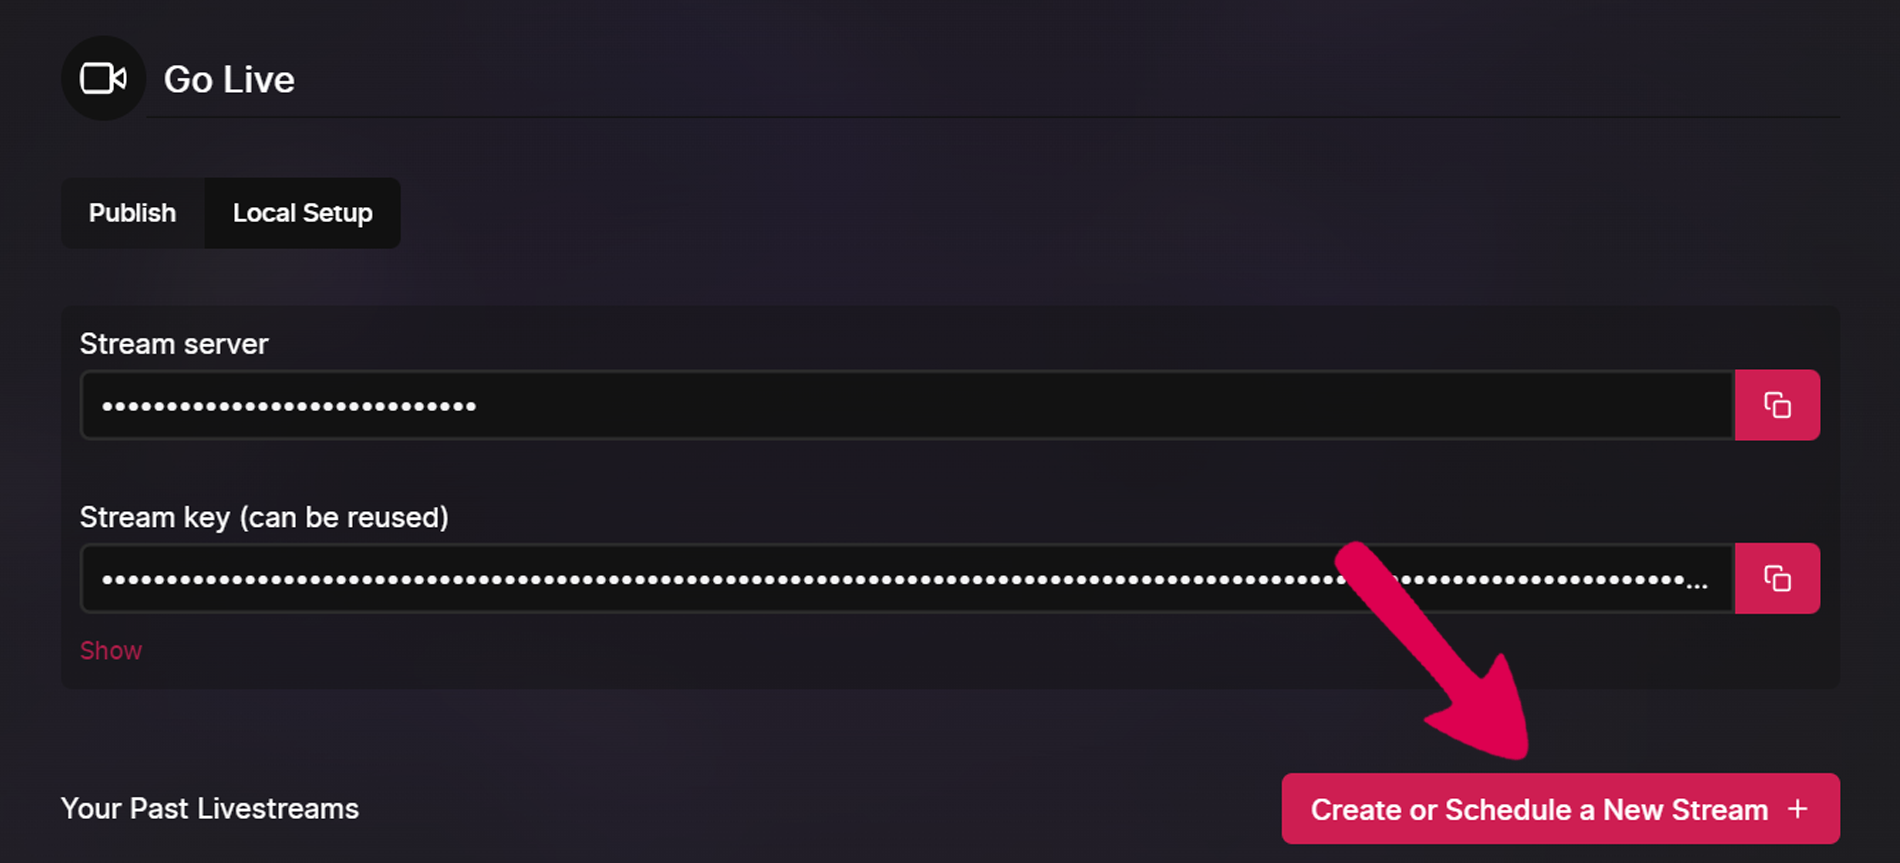 Go Live
Publish
Local Setup
Stream server
•••••••••••••••••••••••••••••
Stream key (can be reused)
Show
Your Past Livestreams
Create or Schedule a New Stream +